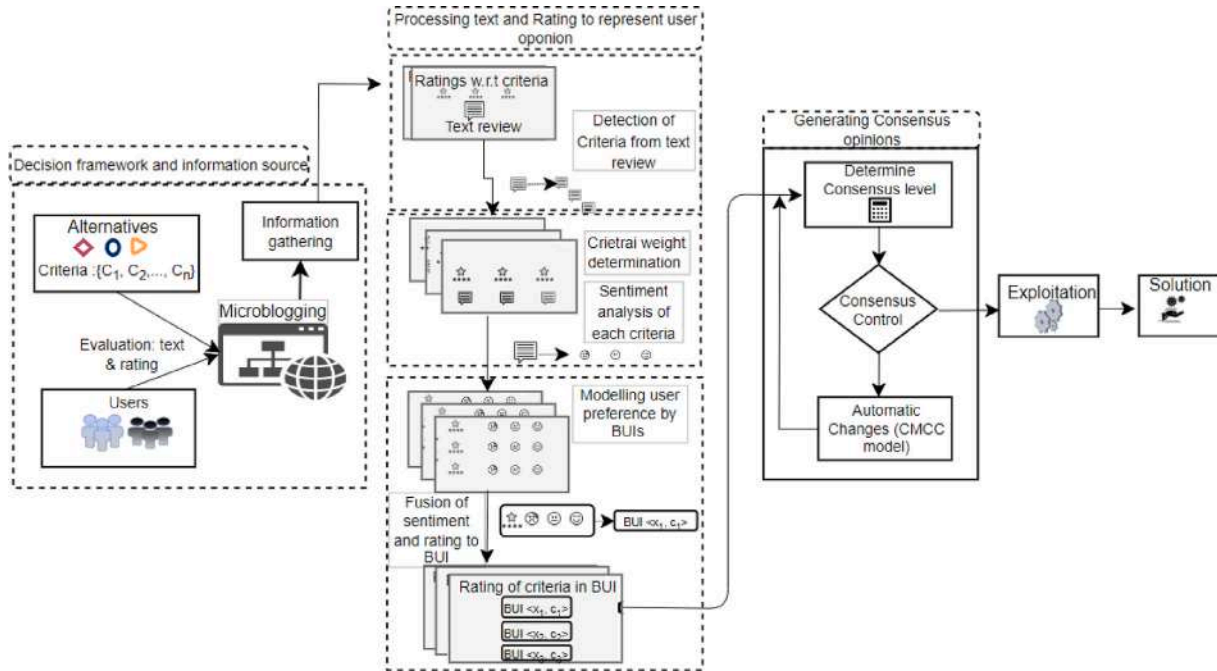 Processing text and Rating to represent user
oponion
Ratings w.r.t criteria
Text review
Detection of
Criteria from text
review
Decision framework and information source
Alternatives
Criteria :{C1, C2,..., Cn}
Information
gathering
Microblogging
Evaluation: text
& rating
Users
Crietrai weight
determination
Sentiment
analysis of
each criteria
Modelling user
preference by
BUIs
Fusion of
sentiment
and rating to
BUI
BUI <x1, c1>
Rating of criteria in BUI
BUI <x1, c1>
BUI <x2, c2>
BUI <x3, c3>
Generating Consensus
opinions
Determine
Consensus level
Consensus
Control
Automatic
Changes (CMCC
model)
Exploitation
Solution